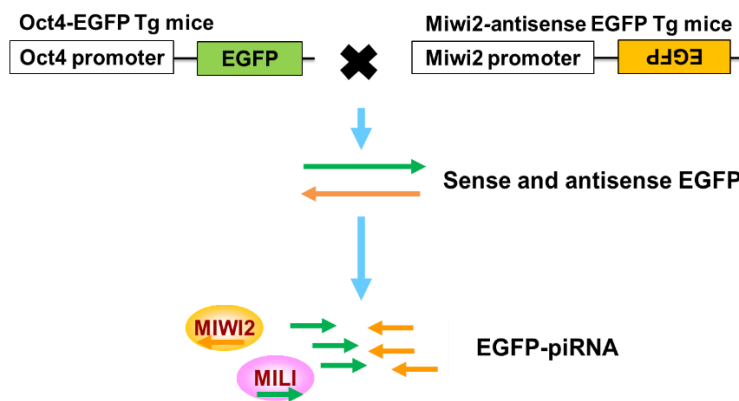 Oct4-EGFP Tg mice
Miwi2-antisense EGFP Tg mice
Oct4 promoter
EGFP
Miwi2 promoter
EGFP
Sense and antisense EGFP
MIWI2
MILI
EGFP-piRNA